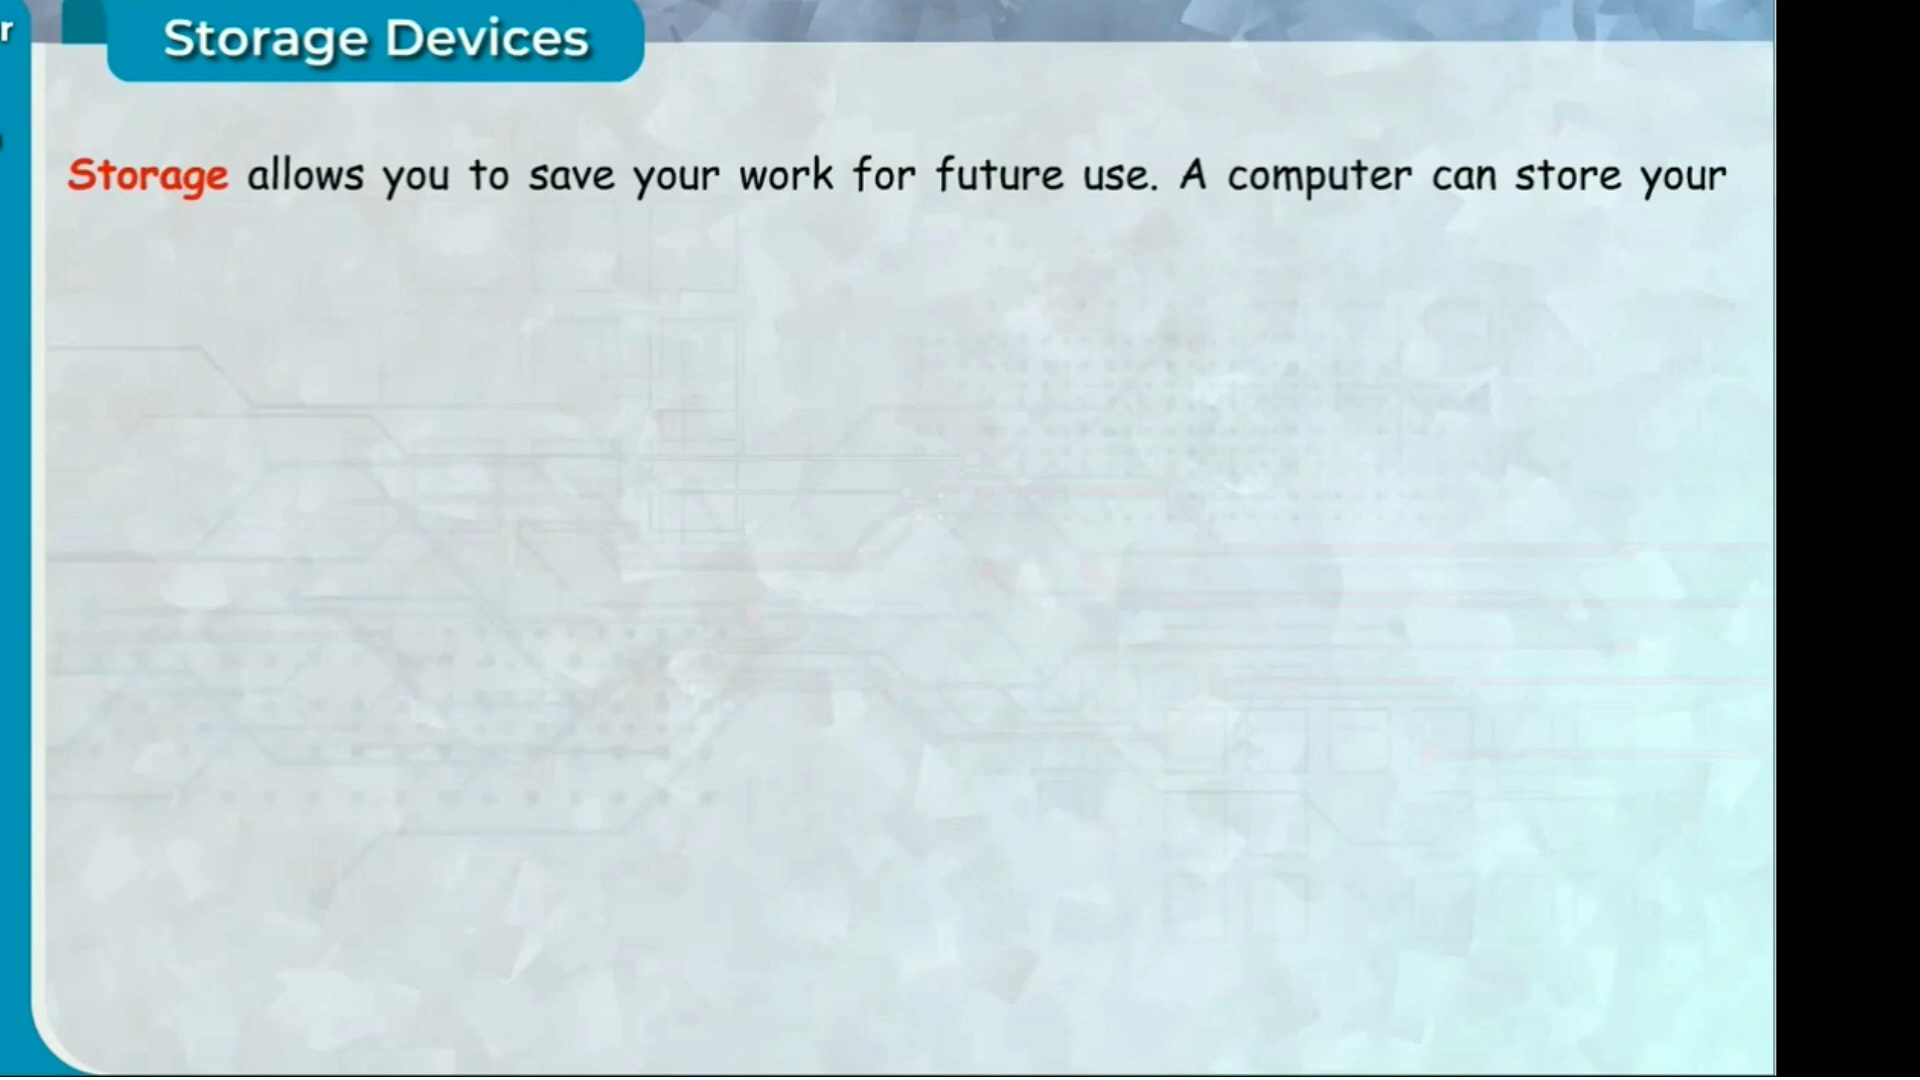 r
Storage Devices
Storage allows you to save your work for future use. A computer can store your